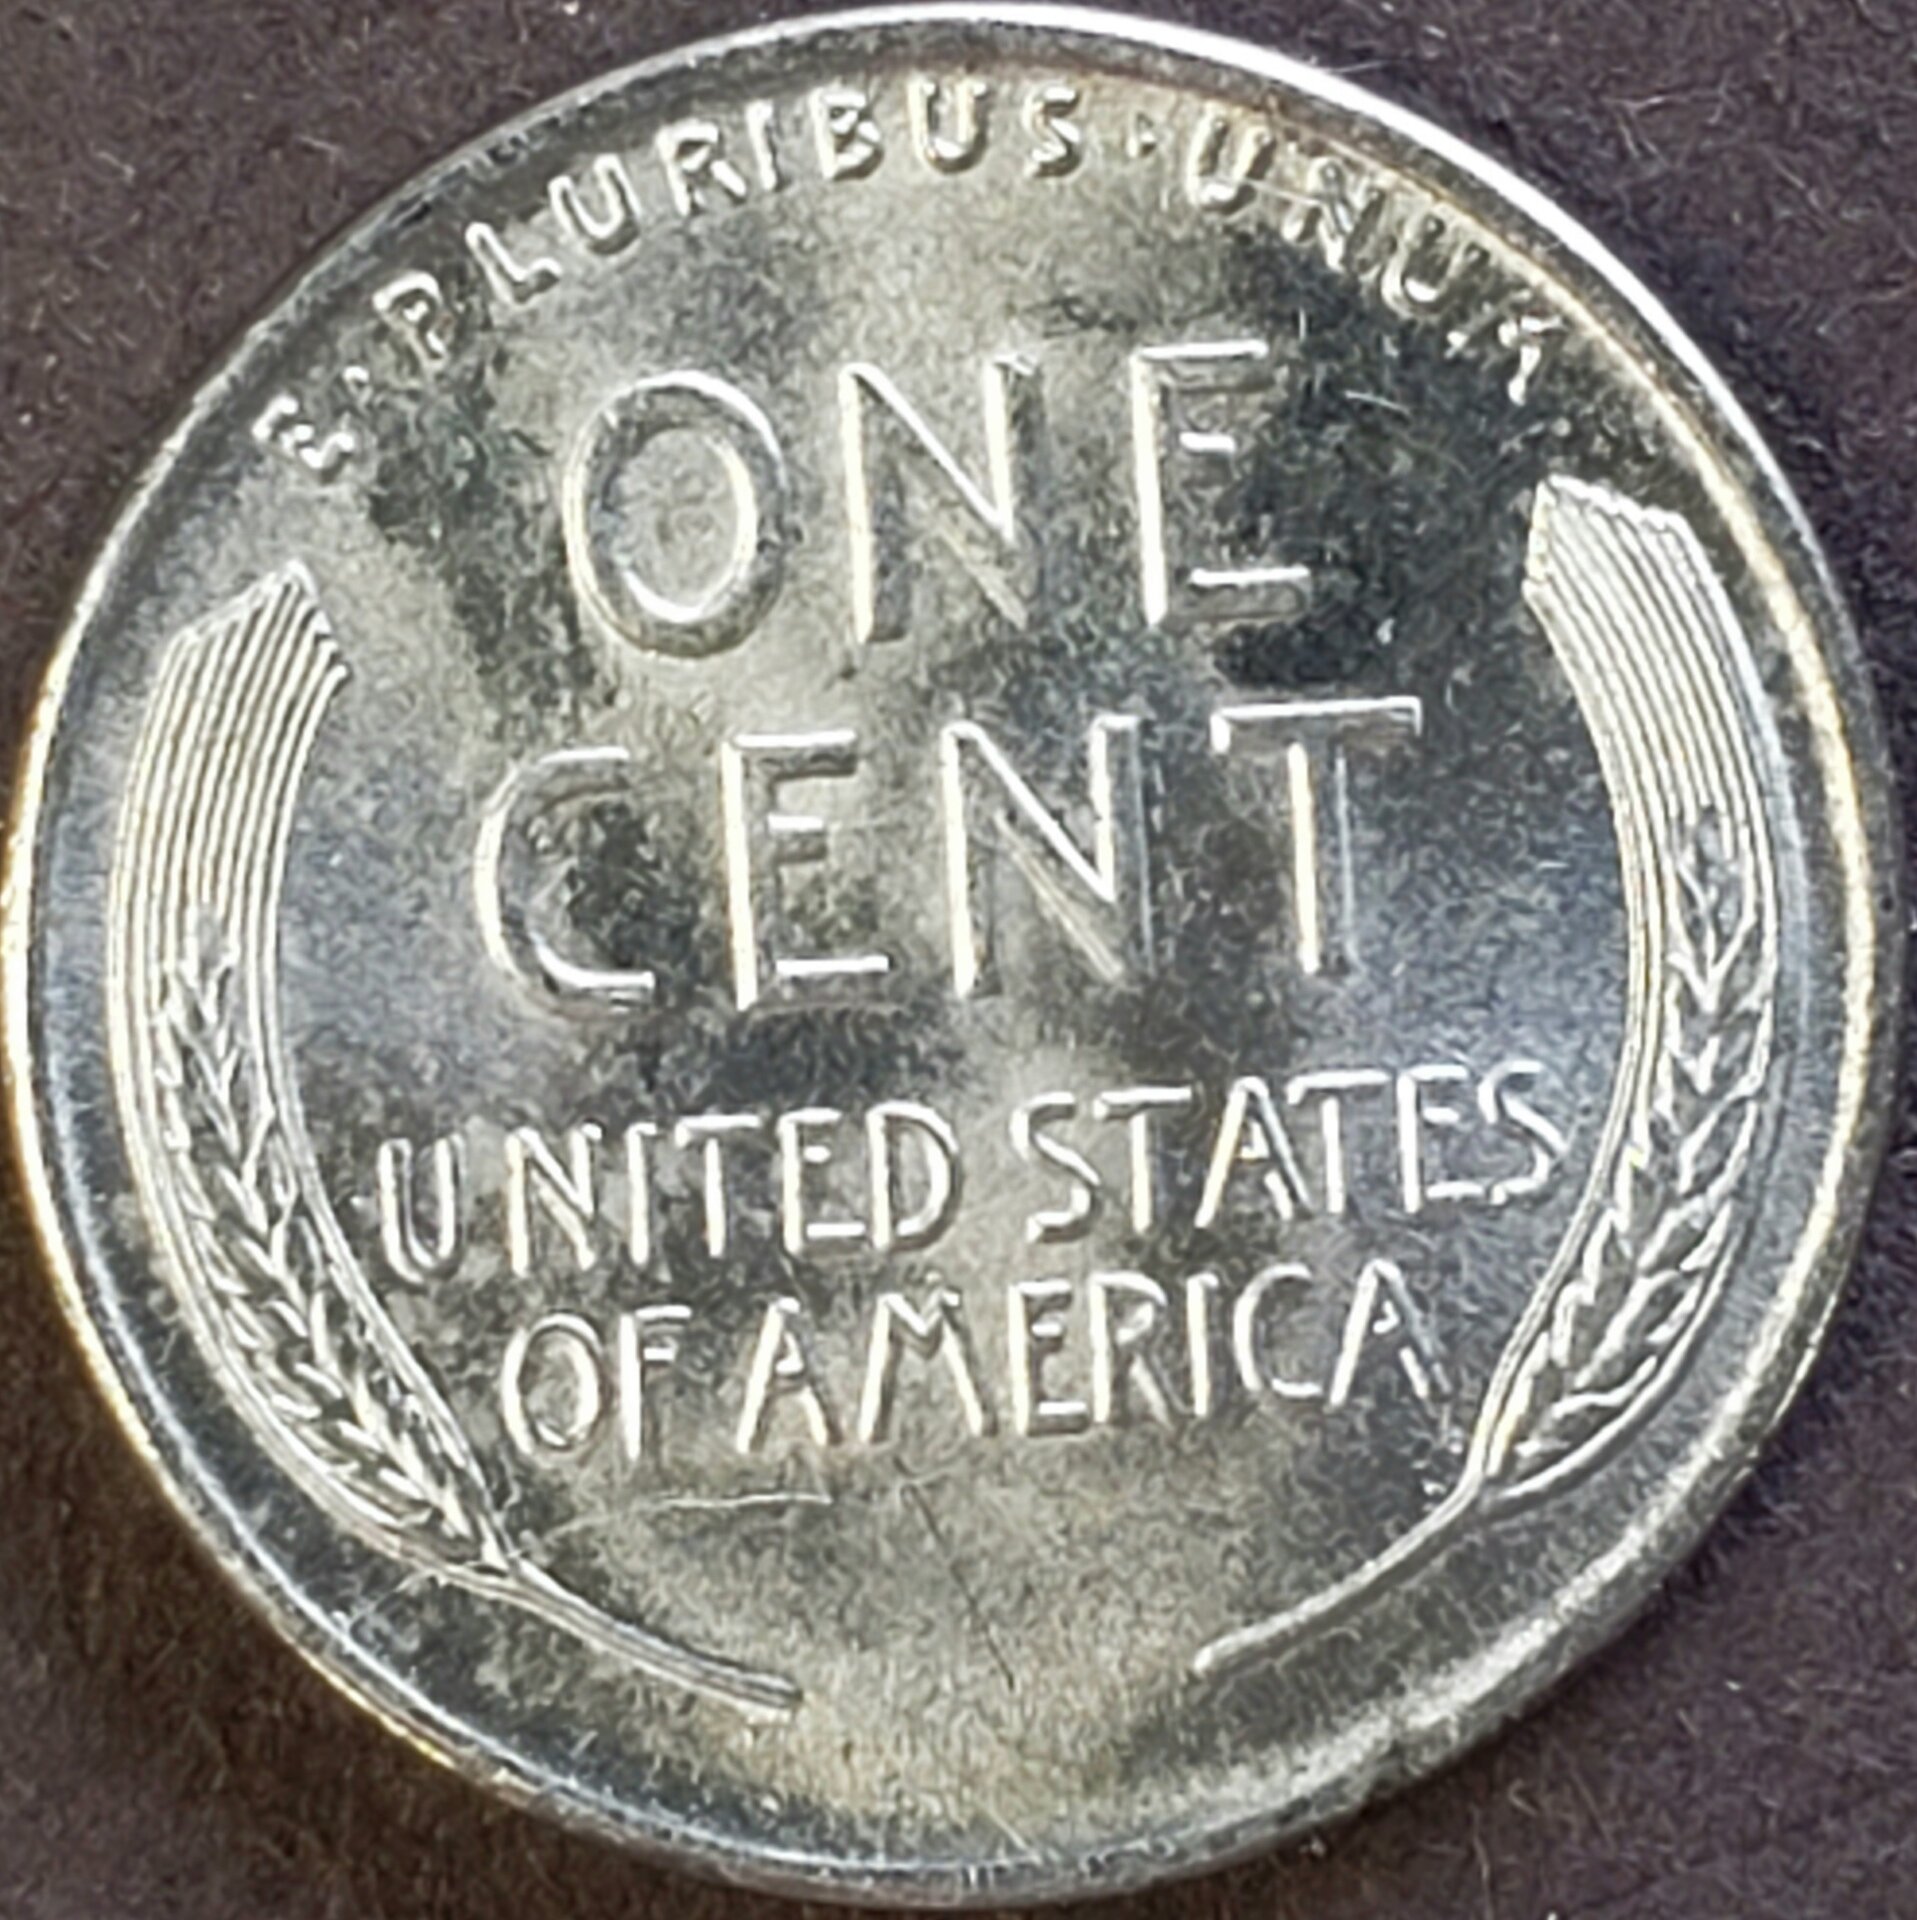 E·PLURIBUS·UNUM
ONE
CENT
UNITED STATES
OF AMERICA